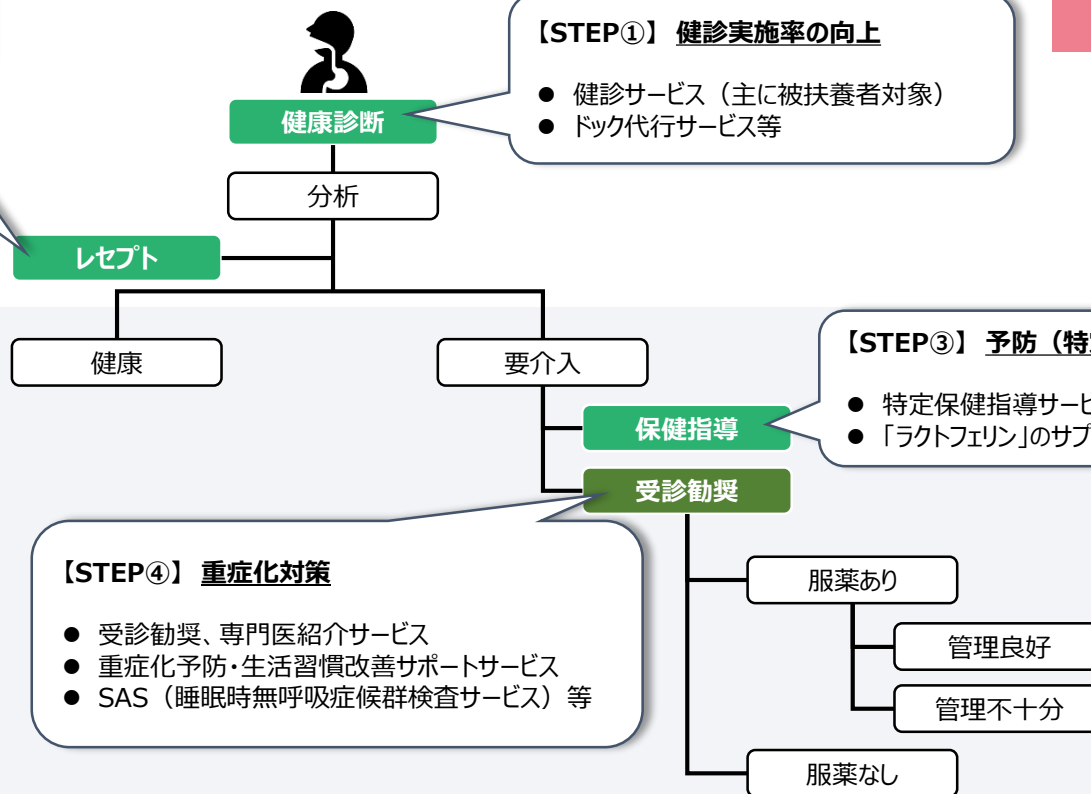 【STEP①】 健診実施率の向上
● 健診サービス（主に被扶養者対象）
● ドック代行サービス等
健康診断
分析
レセプト
健康
要介入
【STEP③】 予防（特
● 特定保健指導サービ
● 「ラクトフェリン」のサプ
保健指導
受診勧奨
【STEP④】 重症化対策
● 受診勧奨、専門医紹介サービス
● 重症化予防・生活習慣改善サポートサービス
● SAS（睡眠時無呼吸症候群検査サービス）等
服薬あり
管理良好
管理不十分
服薬なし